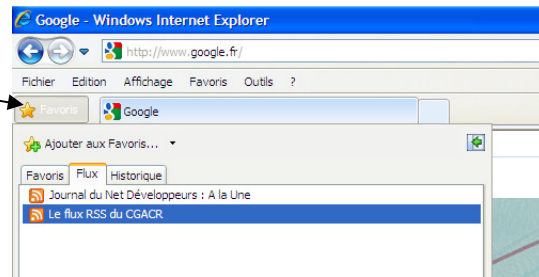 Google - Windows Internet Explorer
http://www.google.fr/
Fichier Edition Affichage Favoris Outils ?
Favoris Google
Ajouter aux Favoris...
Favoris Flux Historique
Journal du Net Développeurs : A la Une
Le flux RSS du CGACR